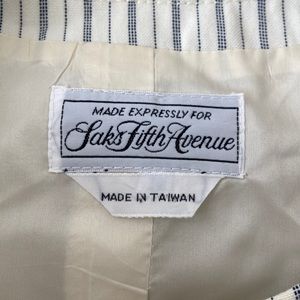 MADE EXPRESSLY FOR
Saks Fifth Avenue
MADE IN TAIWAN